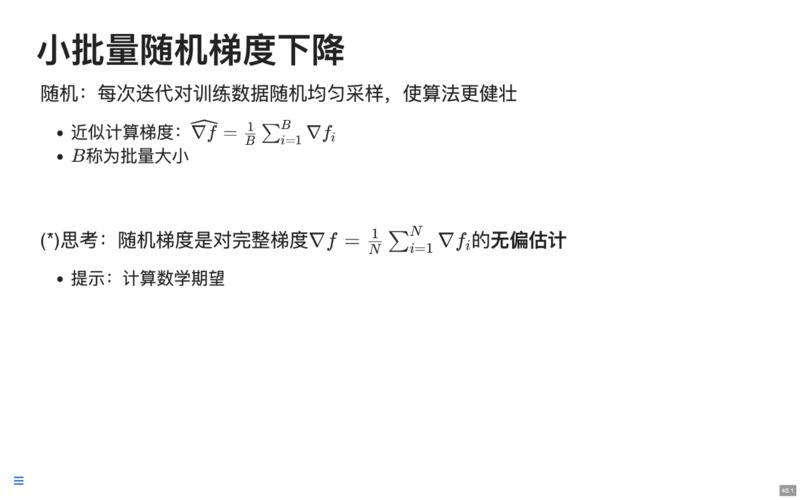 小批量随机梯度下降
随机：每次迭代对训练数据随机均匀采样，使算法更健壮
• 近似计算梯度：$\widehat{\nabla f} = \frac{1}{B} \sum_{i=1}^{B} \nabla f_i$
• $B$称为批量大小
(*)思考：随机梯度是对完整梯度$\nabla f = \frac{1}{N} \sum_{i=1}^{N} \nabla f_i$的无偏估计
• 提示：计算数学期望
45.1